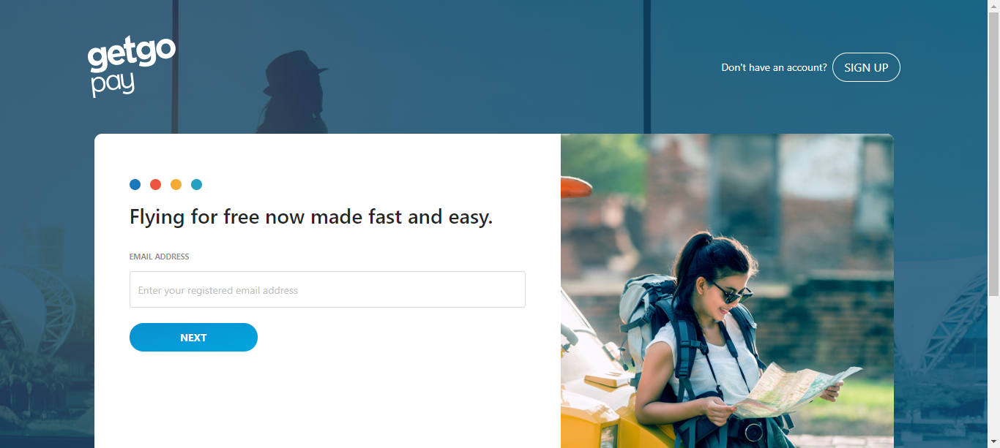 getgo
pay
Don't have an account? SIGN UP
Flying for free now made fast and easy.
EMAIL ADDRESS
Enter your registered email address
NEXT